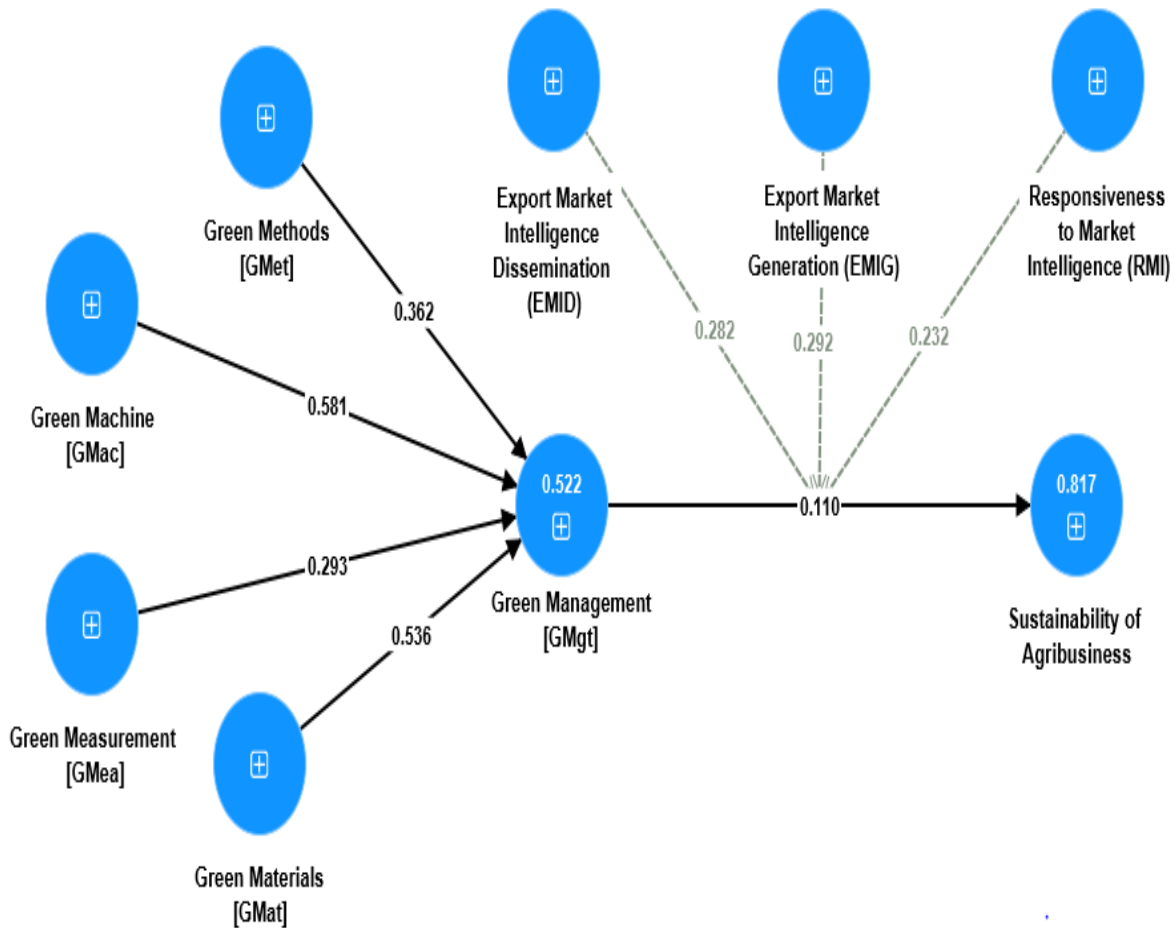 Green Methods
[GMet]
Export Market
Intelligence
Dissemination
(EMID)
Export Market
Intelligence
Generation (EMIG)
Responsiveness
to Market
Intelligence (RMI)
0.362
0.282
0.292
0.232
Green Machine
[GMac]
0.581
0.522
0.110
0.817
Green Management
[GMgt]
Sustainability of
Agribusiness
0.293
0.536
Green Measurement
[GMea]
Green Materials
[GMat]